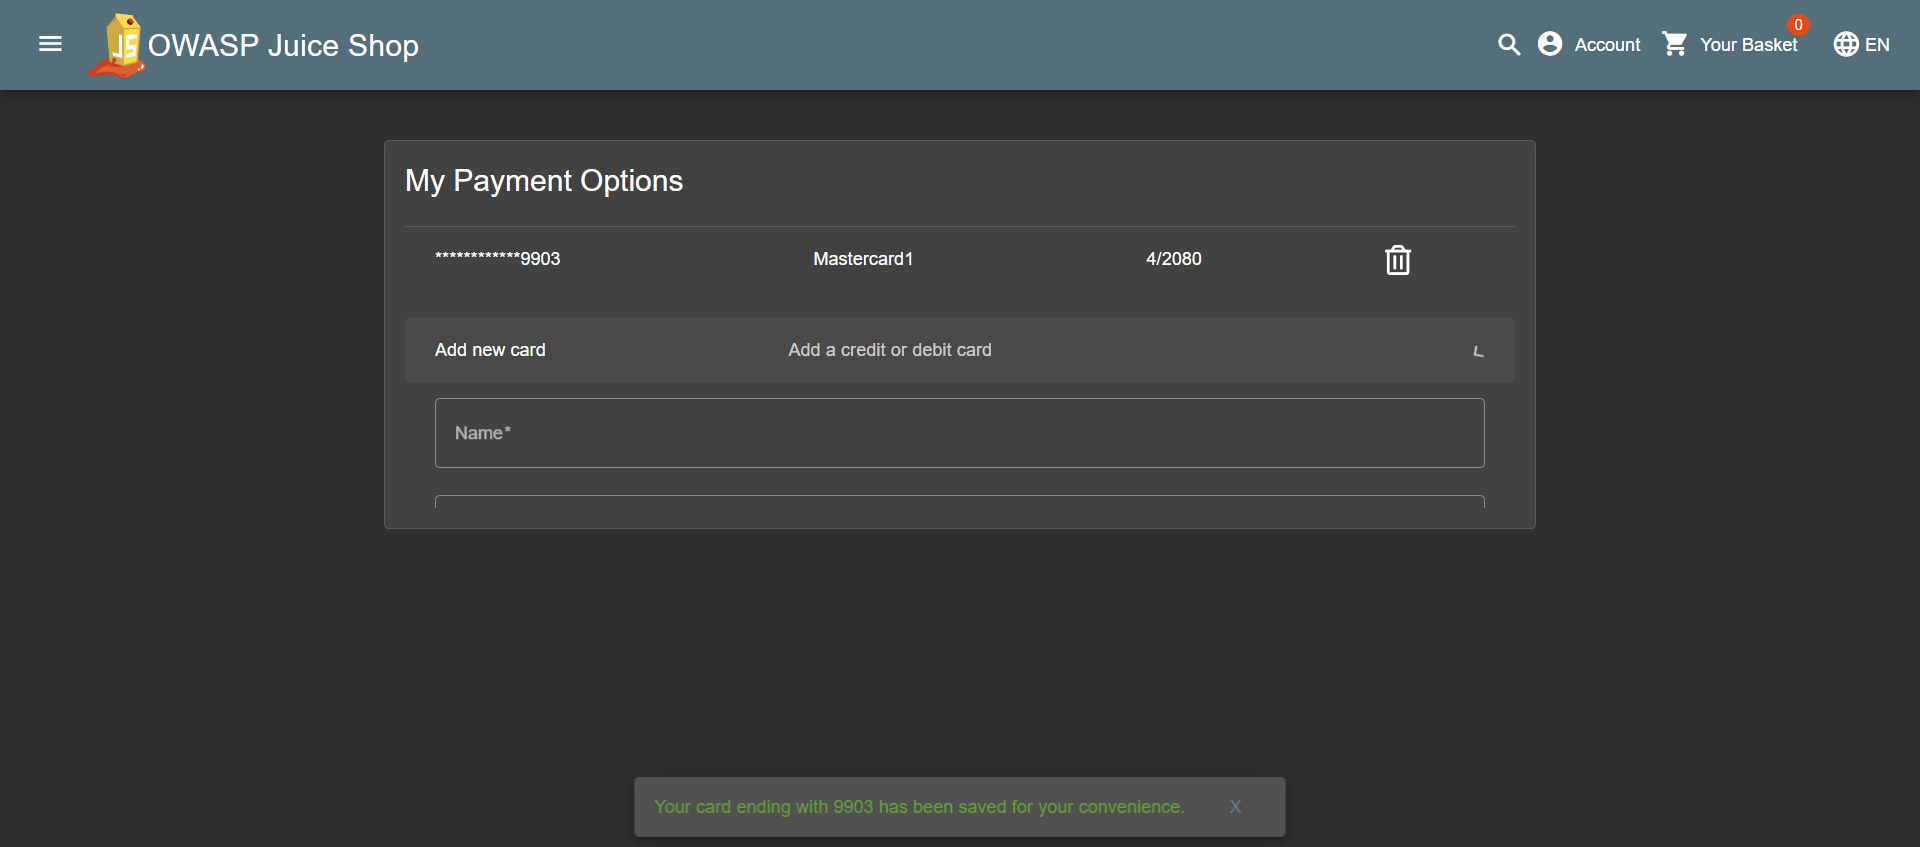 OWASP Juice Shop
Account
0
Your Basket
EN
My Payment Options
************9903 Mastercard1 4/2080
Add new card Add a credit or debit card
Name*
Your card ending with 9903 has been saved for your convenience. X